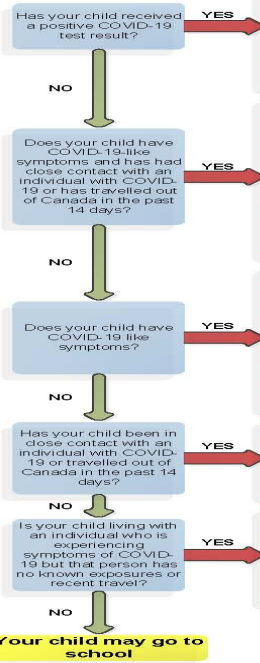 Has your child received
a positive COVID-19
test result?
YES
NO
Does your child have
COVID-19-like
symptoms and has had
close contact with an
individual with COVID-
19 or has travelled out
of Canada in the past
14 days?
YES
NO
Does your child have
COVID-19 like
symptoms?
YES
NO
Has your child been in
close contact with an
individual with COVID-
19 or travelled out of
Canada in the past 14
days?
YES
NO
Is your child living with
an individual who is
experiencing
symptoms of COVID-
19 but that person has
no known exposures or
recent travel?
YES
NO
Your child may go to
school